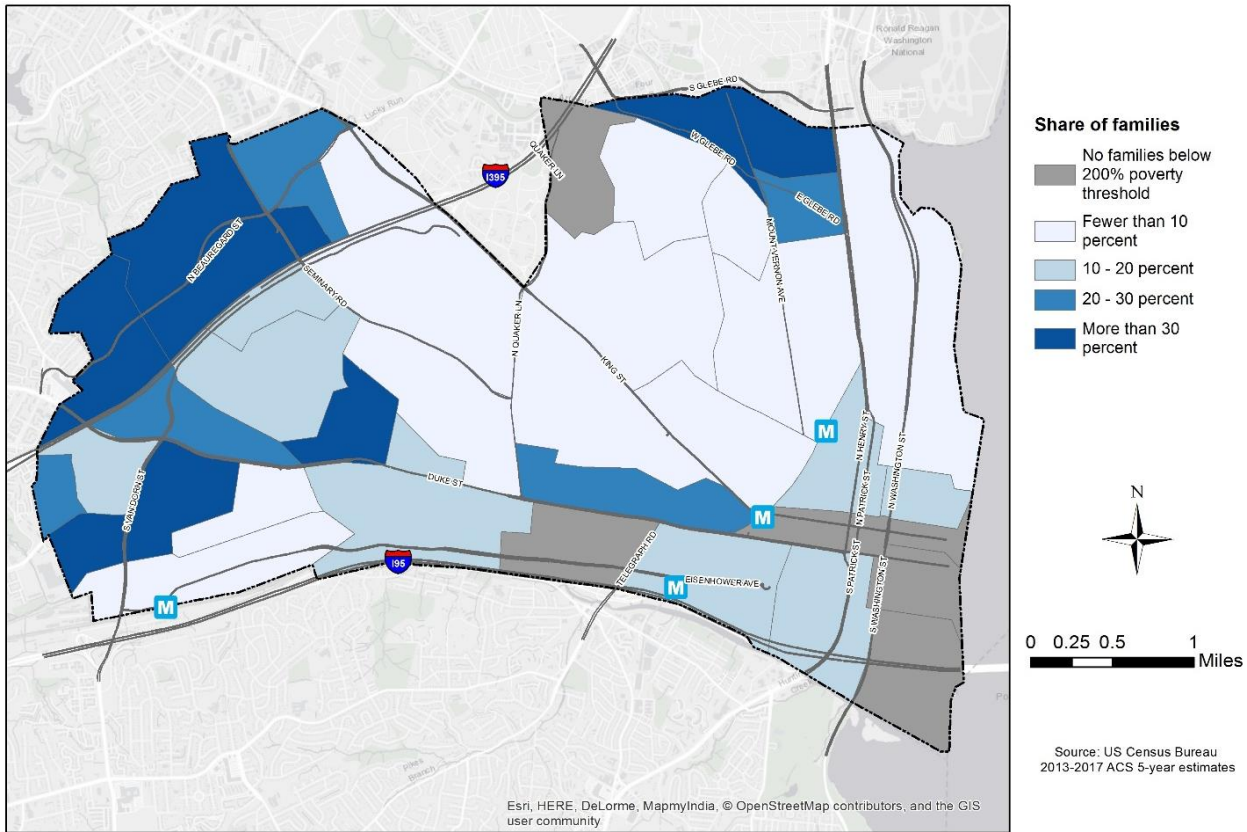 Ronald Reagan
Washington
National
Lucky Run
Four
S GLEBE RD
W GLEBE RD
E GLEBE RD
QUAKER LN
I395
N BEAUREGARD ST
SEMINARY RD
MOUNT VERNON AVE
N QUAKER LN
KING ST
M
N HENRY ST
N WASHINGTON ST
S VAN DORN ST
DUKE ST
M
N PATRICK ST
TELEGRAPH RD
I95
M
EISENHOWER AVE
S PATRICK ST
S WASHINGTON ST
M
Pikes
Branch
Esri, HERE, DeLorme, MapmyIndia, © OpenStreetMap contributors, and the GIS
user community
Share of families
No families below
200% poverty
threshold
Fewer than 10
percent
10 - 20 percent
20 - 30 percent
More than 30
percent
N
0 0.25 0.5 1
Miles
Source: US Census Bureau
2013-2017 ACS 5-year estimates